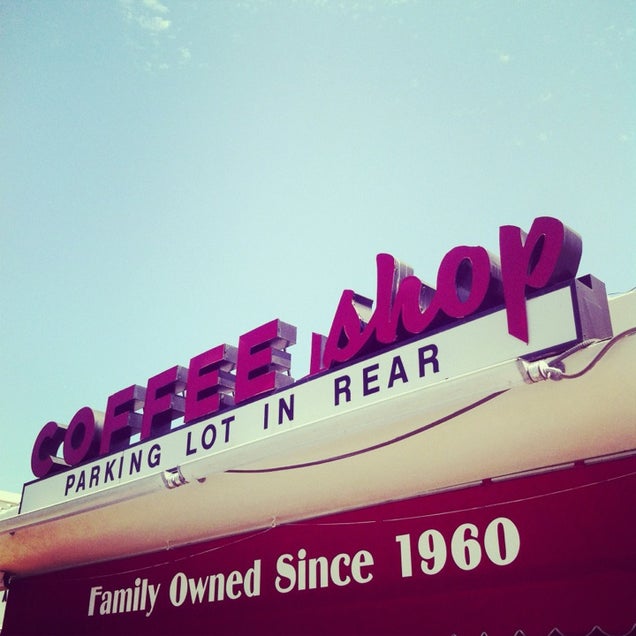 COFFEE shop
PARKING LOT IN REAR
Family Owned Since 1960